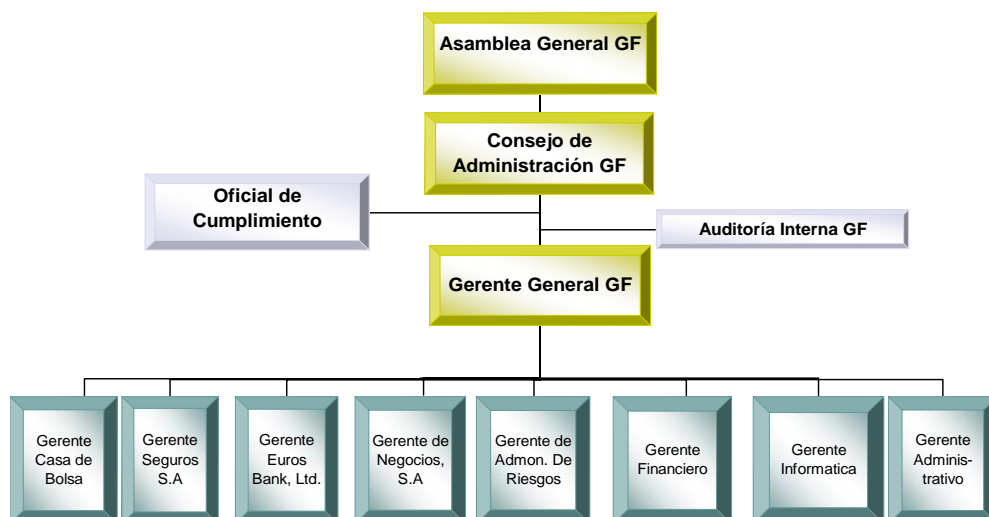 Asamblea General GF
Consejo de
Administración GF
Oficial de
Cumplimiento
Auditoría Interna GF
Gerente General GF
Gerente
Casa de
Bolsa
Gerente
Seguros
S.A
Gerente
Euros
Bank, Ltd.
Gerente de
Negocios,
S.A
Gerente de
Admon. De
Riesgos
Gerente
Financiero
Gerente
Informatica
Gerente
Adminis-
trativo